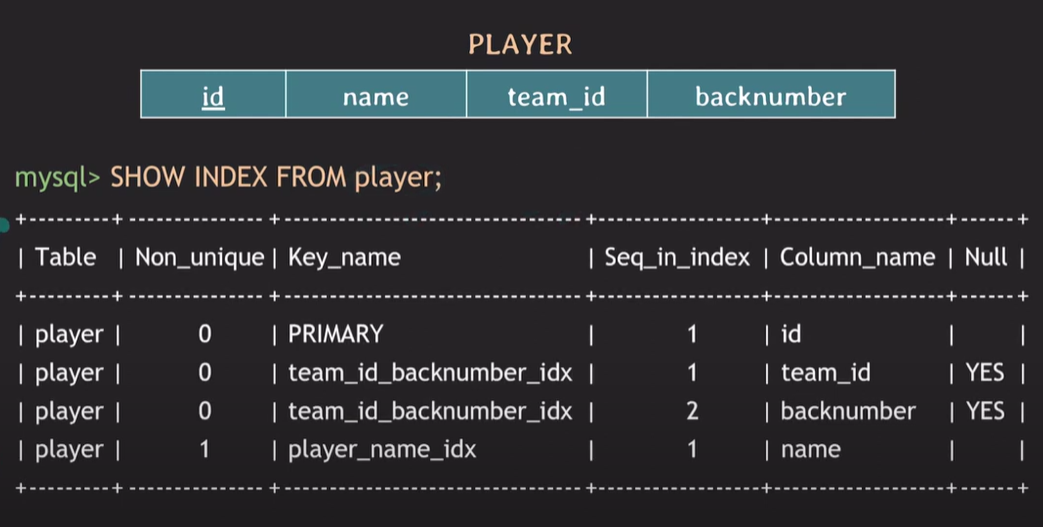 PLAYER
id name team_id backnumber
mysql> SHOW INDEX FROM player;
+---------+--------------+------------------------------+-----------------+------------------+------+
| Table | Non_unique | Key_name | Seq_in_index | Column_name | Null |
+---------+--------------+------------------------------+-----------------+------------------+------+
| player | 0 | PRIMARY | 1 | id | |
| player | 0 | team_id_backnumber_idx | 1 | team_id | YES |
| player | 0 | team_id_backnumber_idx | 2 | backnumber | YES |
| player | 1 | player_name_idx | 1 | name | |
+---------+--------------+------------------------------+-----------------+------------------+------+